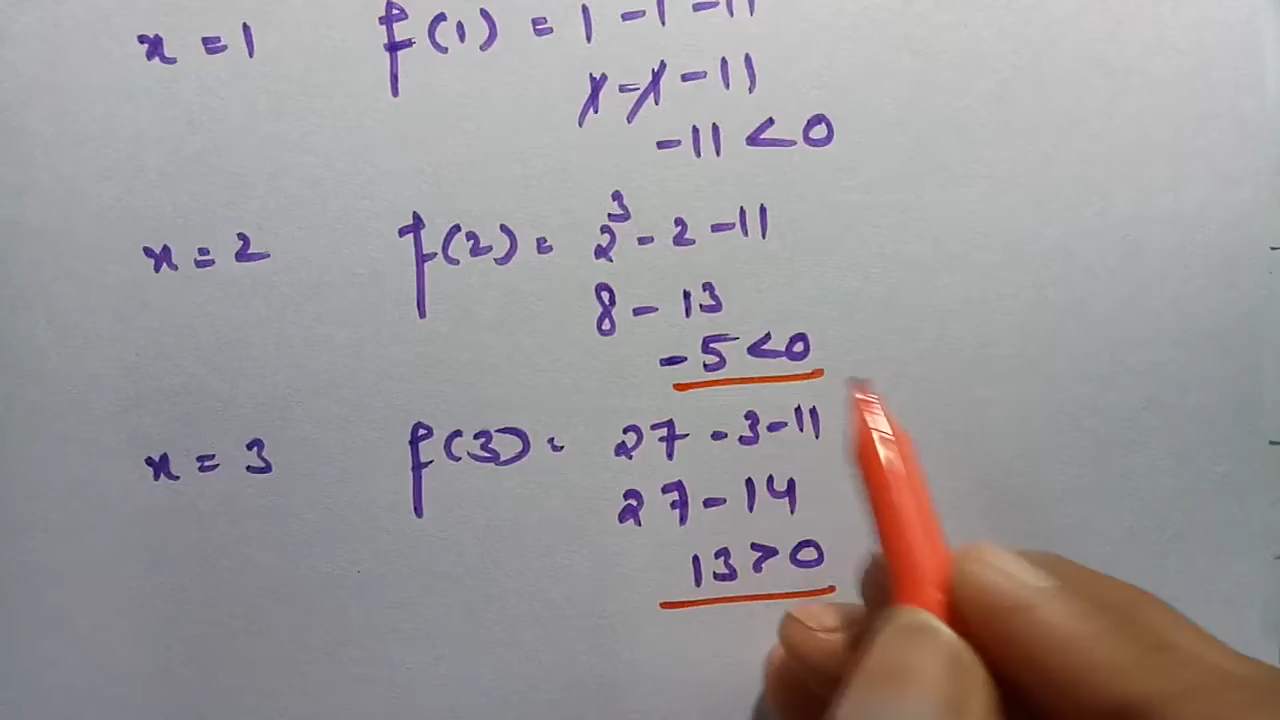 x = 1 f(1) = 1 - 1 - 11
1 - 1 - 11
-11 < 0
x = 2 f(2) = 2³ - 2 - 11
8 - 13
- 5 < 0
x = 3 f(3) = 27 - 3 - 11
27 - 14
13 > 0